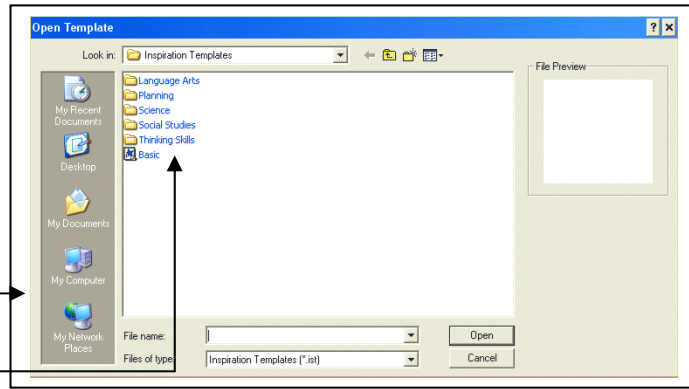 Open Template
Look in: Inspiration Templates
File Preview
My Recent
Documents
Desktop
My Documents
My Computer
My Network
Places
Language Arts
Planning
Science
Social Studies
Thinking Skills
Basic
File name:
Open
Files of type: Inspiration Templates (*.ist)
Cancel